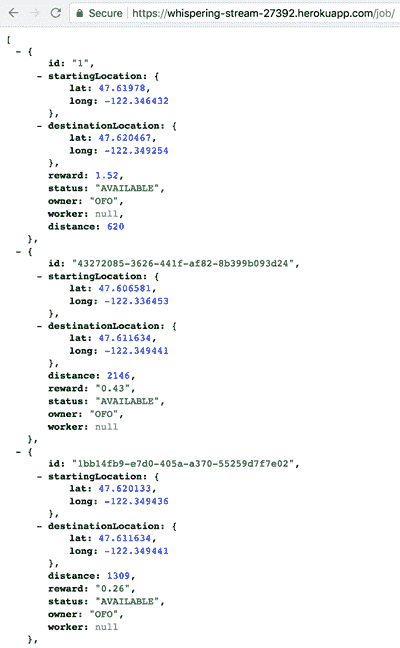 Secure https://whispering-stream-27392.herokuapp.com/job/
[
- {
id: "1",
- startingLocation: {
lat: 47.61978,
long: -122.346432
},
- destinationLocation: {
lat: 47.620467,
long: -122.349254
},
reward: 1.52,
status: "AVAILABLE",
owner: "OFO",
worker: null,
distance: 620
},
- {
id: "43272085-3626-441f-af82-8b399b093d24",
- startingLocation: {
lat: 47.606581,
long: -122.336453
},
- destinationLocation: {
lat: 47.611634,
long: -122.349441
},
distance: 2146,
reward: "0.43",
status: "AVAILABLE",
owner: "OFO",
worker: null
},
- {
id: "1bb14fb9-e7d0-405a-a370-55259d7f7e02",
- startingLocation: {
lat: 47.620133,
long: -122.349436
},
- destinationLocation: {
lat: 47.611634,
long: -122.349441
},
distance: 1309,
reward: "0.26",
status: "AVAILABLE",
owner: "OFO",
worker: null
},